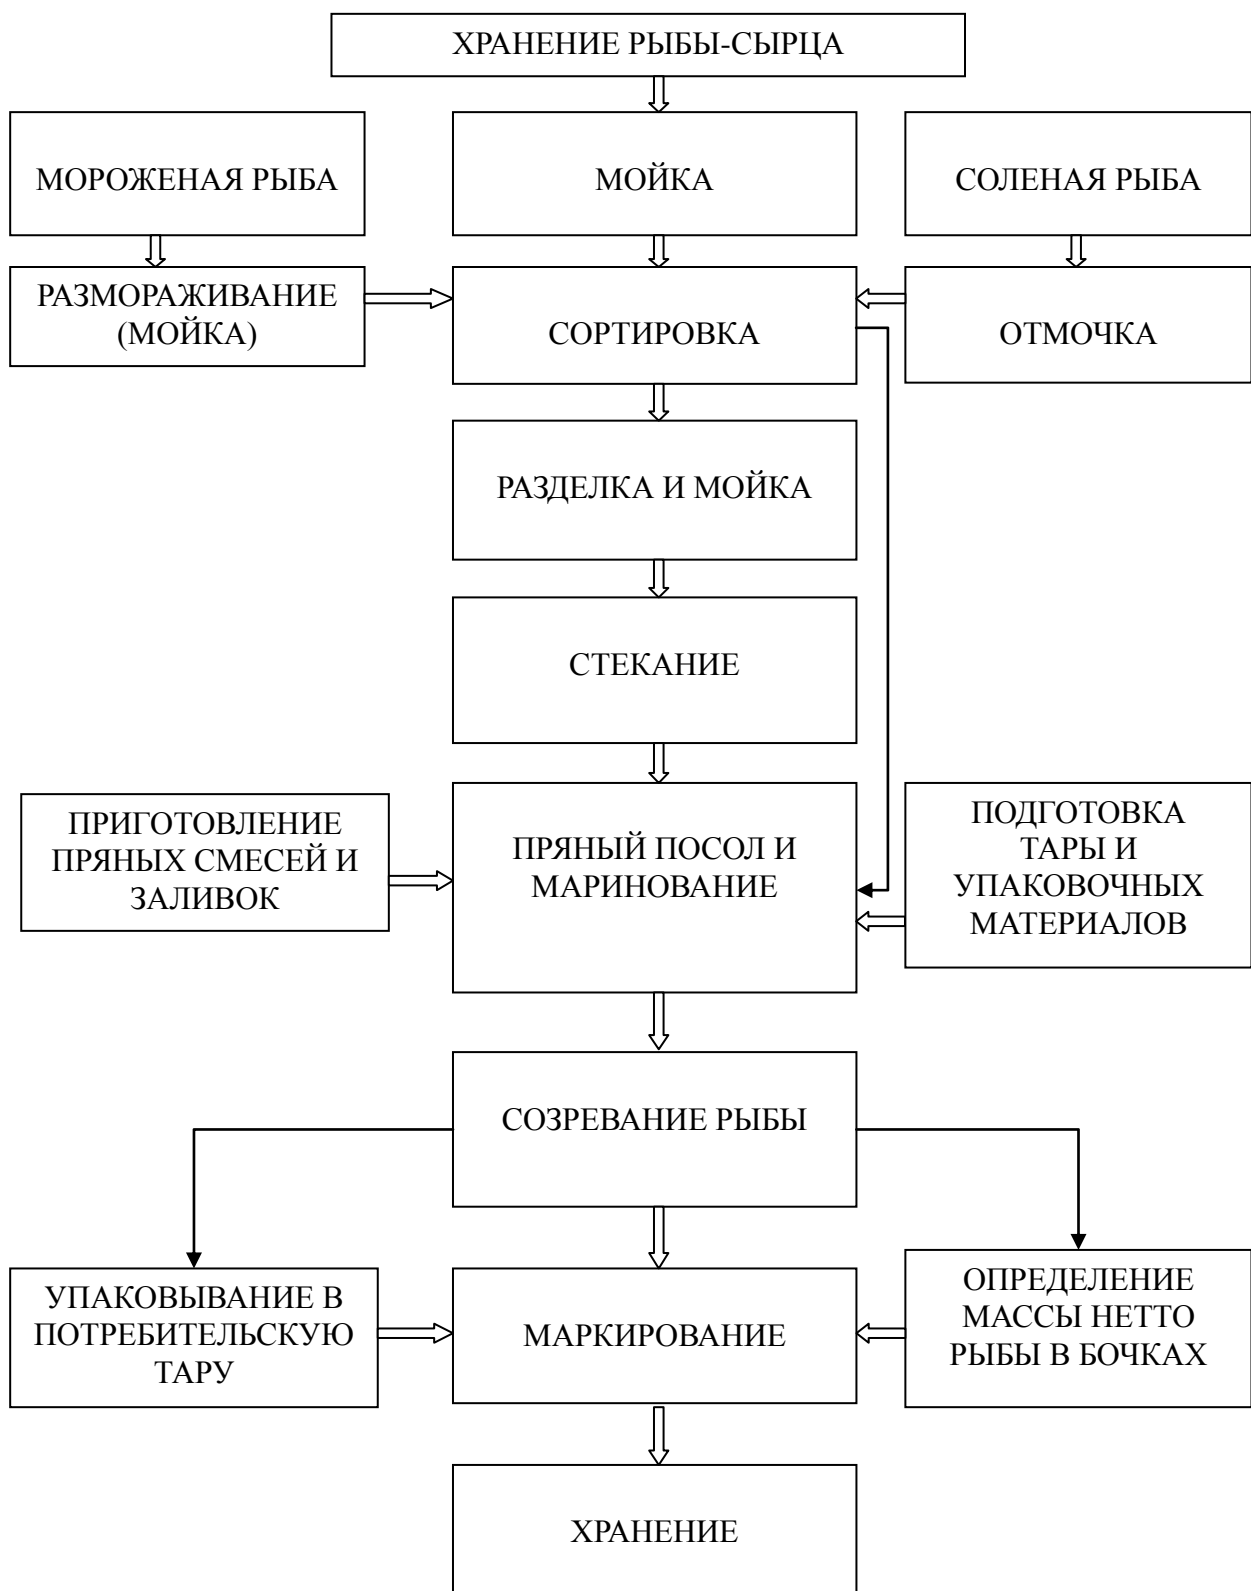 ХРАНЕНИЕ РЫБЫ-СЫРЦА
МОРОЖЕНАЯ РЫБА
МОЙКА
СОЛЕНАЯ РЫБА
РАЗМОРАЖИВАНИЕ
(МОЙКА)
СОРТИРОВКА
ОТМОЧКА
РАЗДЕЛКА И МОЙКА
СТЕКАНИЕ
ПРИГОТОВЛЕНИЕ
ПРЯНЫХ СМЕСЕЙ И
ЗАЛИВОК
ПРЯНЫЙ ПОСОЛ И
МАРИНОВАНИЕ
ПОДГОТОВКА
ТАРЫ И
УПАКОВОЧНЫХ
МАТЕРИАЛОВ
СОЗРЕВАНИЕ РЫБЫ
УПАКОВЫВАНИЕ В
ПОТРЕБИТЕЛЬСКУЮ
ТАРУ
МАРКИРОВАНИЕ
ОПРЕДЕЛЕНИЕ
МАССЫ НЕТТО
РЫБЫ В БОЧКАХ
ХРАНЕНИЕ